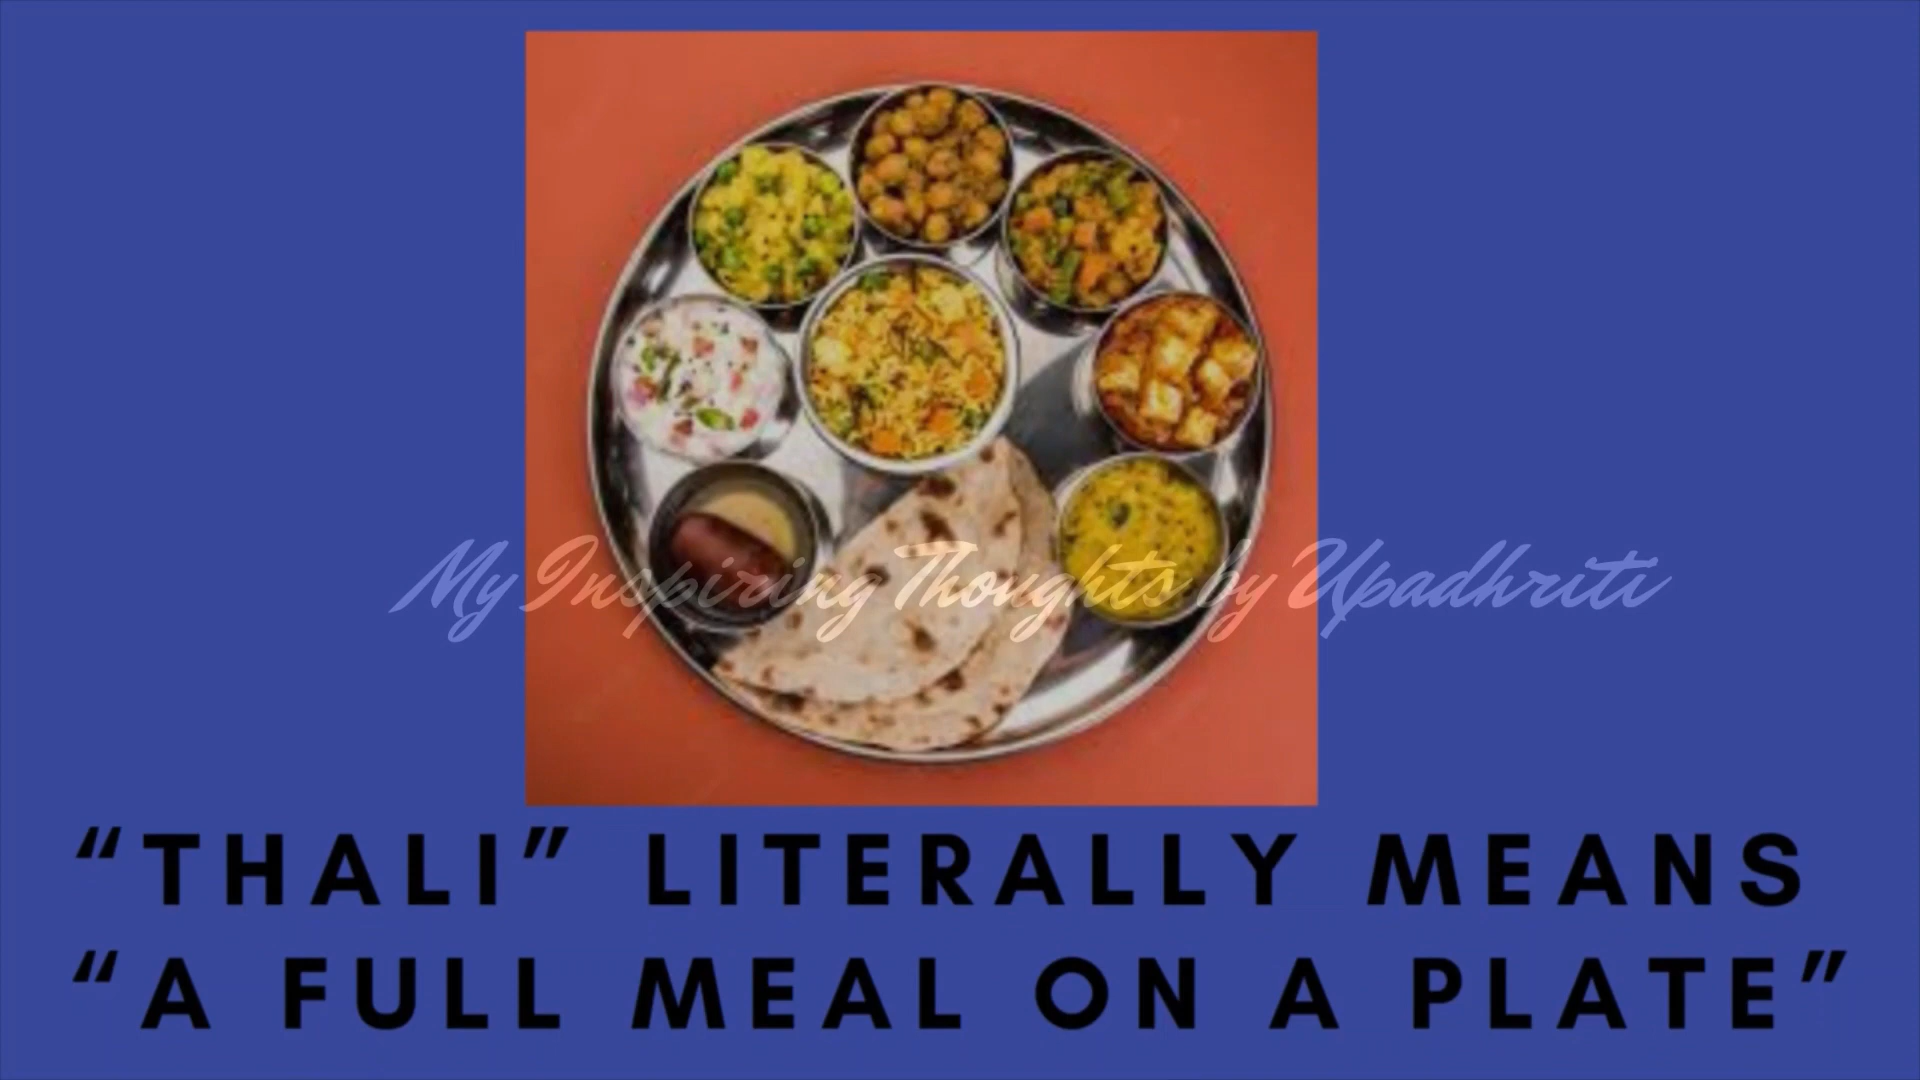 My Inspiring Thoughts by Upadhriti
“THALI” LITERALLY MEANS
“A FULL MEAL ON A PLATE”